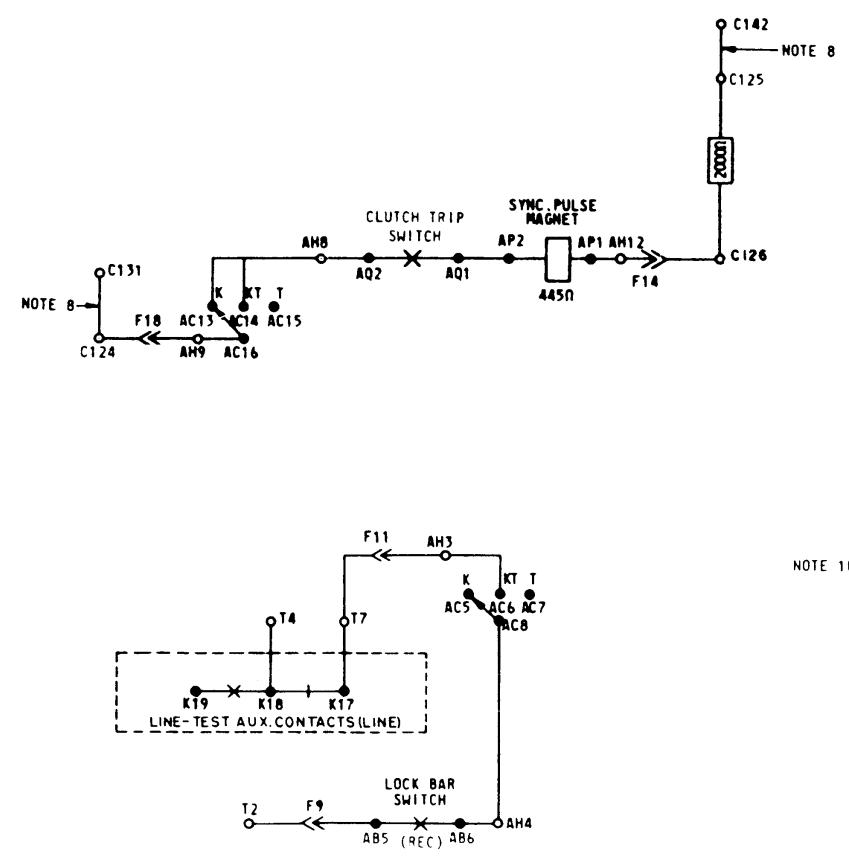 C142
NOTE 8
C125
2000Ω
SYNC. PULSE
MAGNET
CLUTCH TRIP
SWITCH
AH8
AP2
AP1 AH12
C126
AQ2
AQ1
F14
445Ω
C131
K KT T
NOTE 8
F18
AC13 AC14 AC15
C124
AH9
AC16
F11
AH3
NOTE 1
K KT T
AC5 AC6 AC7
AC8
T4
T7
K19
K18
K17
LINE-TEST AUX. CONTACTS (LINE)
LOCK BAR
SWITCH
T2
F9
AH4
AB5
(REC)
AB6